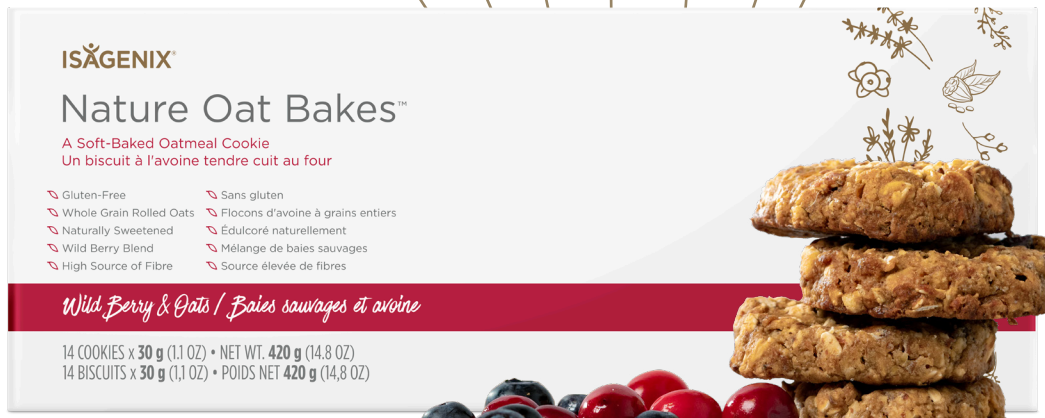 ISAGENIX®
Nature Oat Bakes™
A Soft-Baked Oatmeal Cookie
Un biscuit à l'avoine tendre cuit au four
Gluten-Free
Whole Grain Rolled Oats
Naturally Sweetened
Wild Berry Blend
High Source of Fibre
Sans gluten
Flocons d'avoine à grains entiers
Édulcoré naturellement
Mélange de baies sauvages
Source élevée de fibres
Wild Berry & Oats / Baies sauvages et avoine
14 COOKIES x 30 g (1.1 OZ) • NET WT. 420 g (14.8 OZ)
14 BISCUITS x 30 g (1,1 OZ) • POIDS NET 420 g (14,8 OZ)